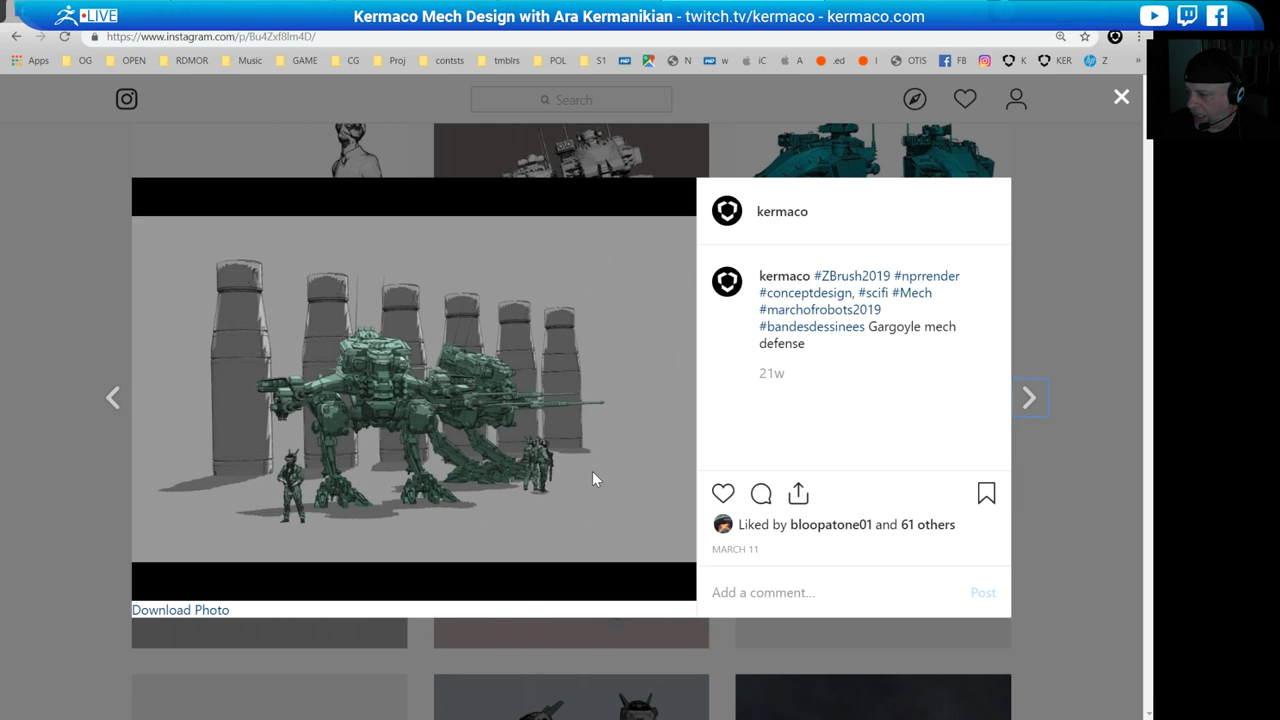 LIVE
Kermaco Mech Design with Ara Kermanikian - twitch.tv/kermaco - kermaco.com
https://www.instagram.com/p/Bu4Zxf8lm4D/
Apps OG OPEN RDMOR Music GAME CG Proj contsts tmblrs POL S1 N w iC A .ed I OTIS FB K KER Z
Search
kermaco
kermaco #ZBrush2019 #nprrender
#conceptdesign, #scifi #Mech
#marchofrobots2019
#bandesdessinees Gargoyle mech
defense
21w
Liked by bloopatone01 and 61 others
MARCH 11
Add a comment... Post
Download Photo